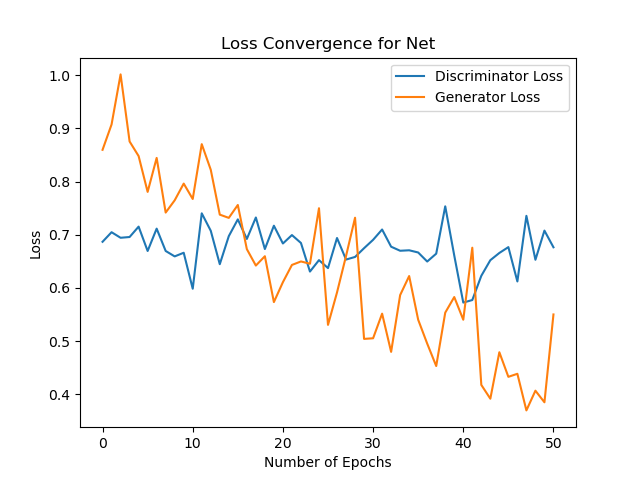 Loss Convergence for Net
Discriminator Loss
Generator Loss
1.0
0.9
0.8
0.7
0.6
0.5
0.4
Loss
0
10
20
30
40
50
Number of Epochs